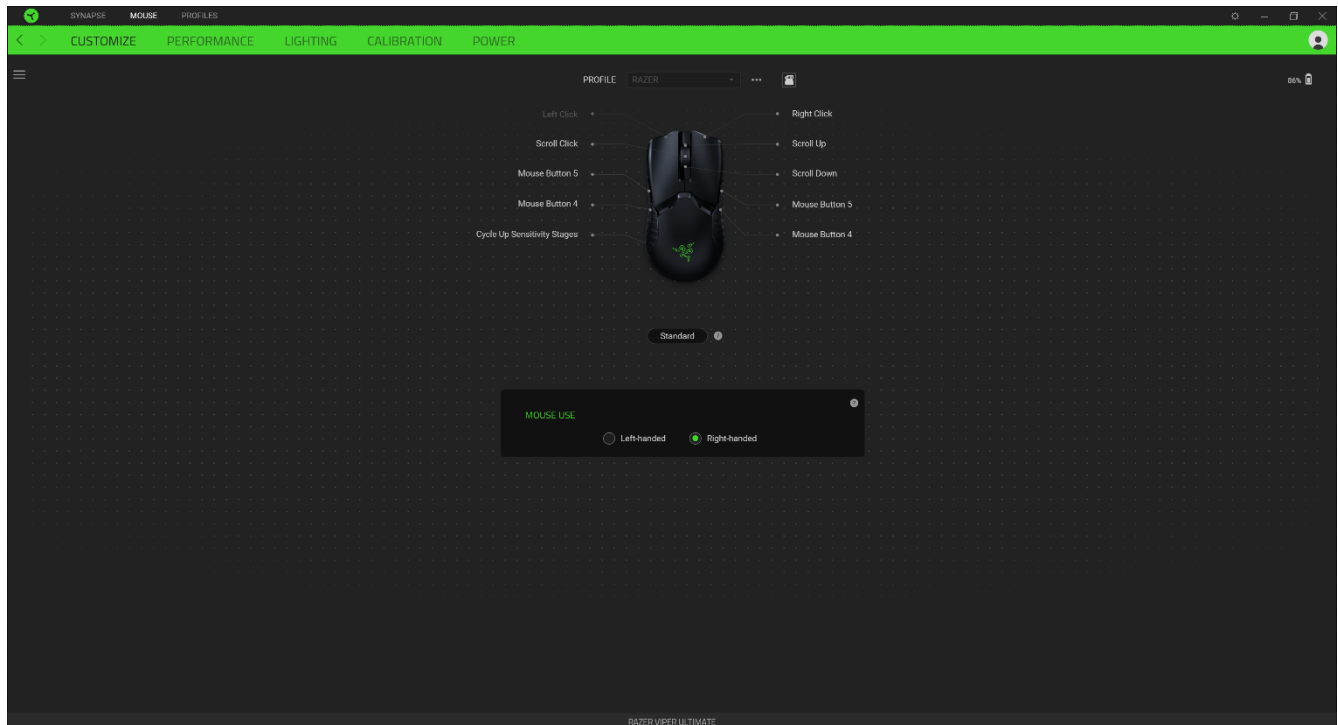 SYNAPSE MOUSE PROFILES
CUSTOMIZE PERFORMANCE LIGHTING CALIBRATION POWER
PROFILE RAZER
86%
Left Click Right Click
Scroll Click Scroll Up
Mouse Button 5 Scroll Down
Mouse Button 4 Mouse Button 5
Cycle Up Sensitivity Stages Mouse Button 4
Standard ?
?
MOUSE USE
Left-handed Right-handed
RAZER VIPER ULTIMATE